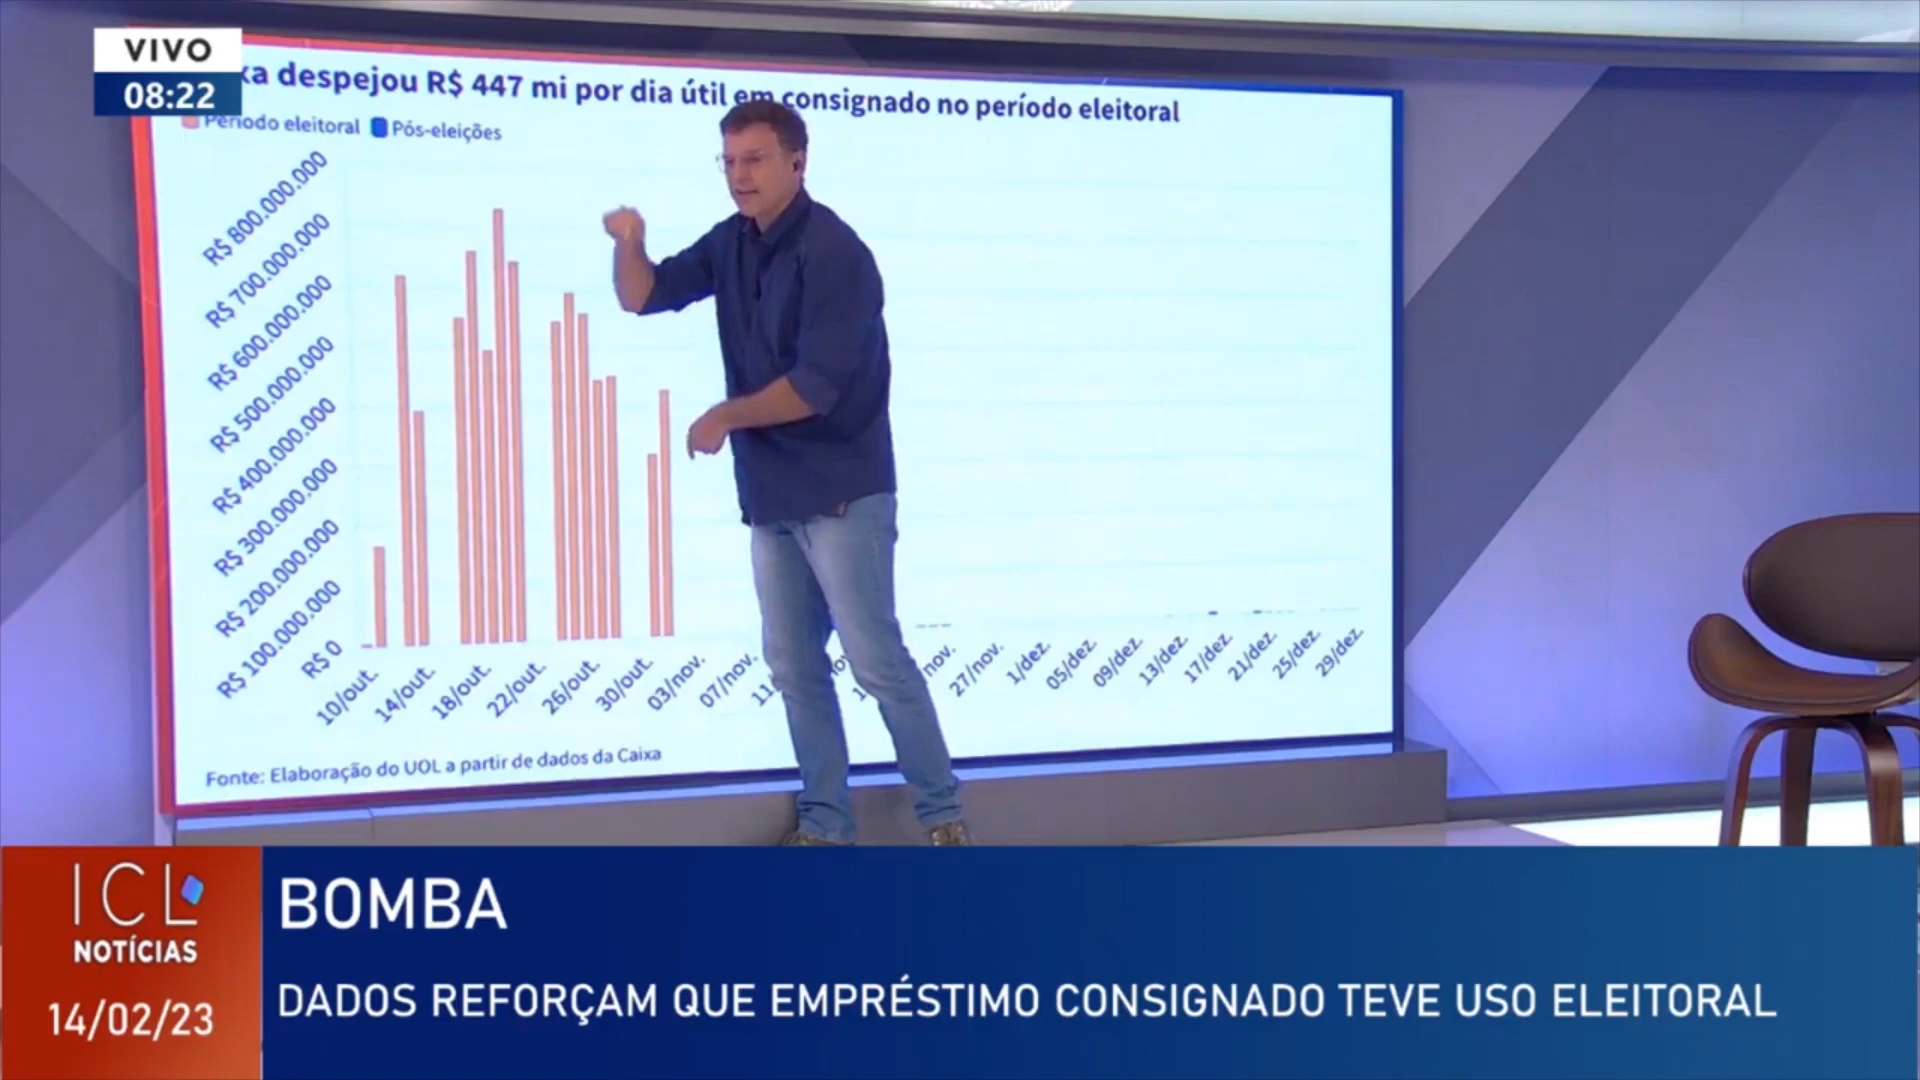 VIVO
08:22
xa despejou R$ 447 mi por dia útil em consignado no período eleitoral
Período eleitoral
Pós-eleições
R$ 800.000.000
R$ 700.000.000
R$ 600.000.000
R$ 500.000.000
R$ 400.000.000
R$ 300.000.000
R$ 200.000.000
R$ 100.000.000
R$ 0
10/out.
14/out.
18/out.
22/out.
26/out.
30/out.
03/nov.
07/nov.
27/nov.
1/dez.
05/dez
09/dez.
13/dez.
17/dez.
21/dez.
25/dez.
29/dez.
Fonte: Elaboração do UOL a partir de dados da Caixa
ICL
NOTÍCIAS
14/02/23
BOMBA
DADOS REFORÇAM QUE EMPRÉSTIMO CONSIGNADO TEVE USO ELEITORAL